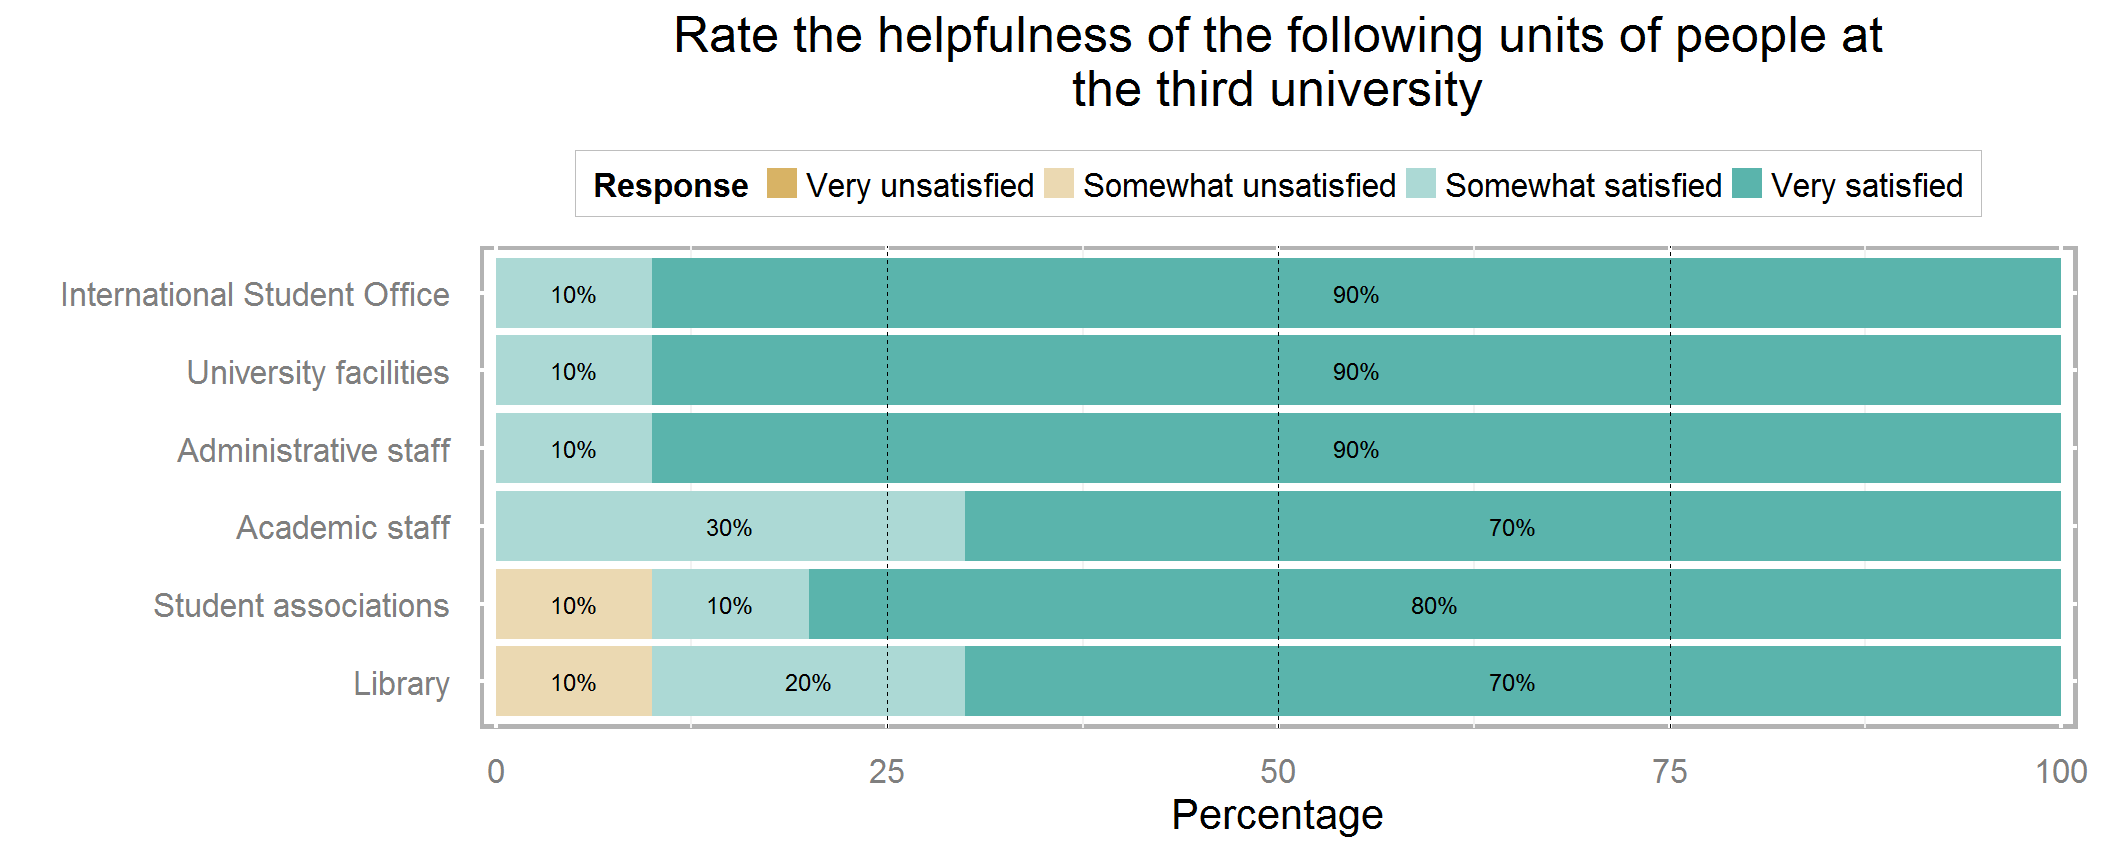 Rate the helpfulness of the following units of people at
the third university
Response Very unsatisfied Somewhat unsatisfied Somewhat satisfied Very satisfied
International Student Office 10% 90%
University facilities 10% 90%
Administrative staff 10% 90%
Academic staff 30% 70%
Student associations 10% 10% 80%
Library 10% 20% 70%
0 25 50 75 100
Percentage